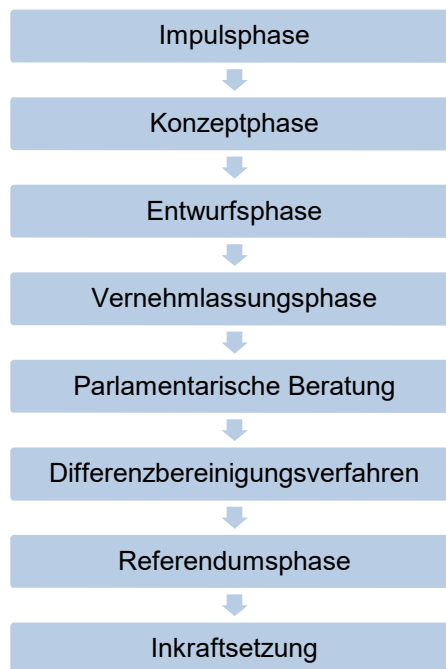 Impulsphase
Konzeptphase
Entwurfsphase
Vernehmlassungsphase
Parlamentarische Beratung
Differenzbereinigungsverfahren
Referendumsphase
Inkraftsetzung